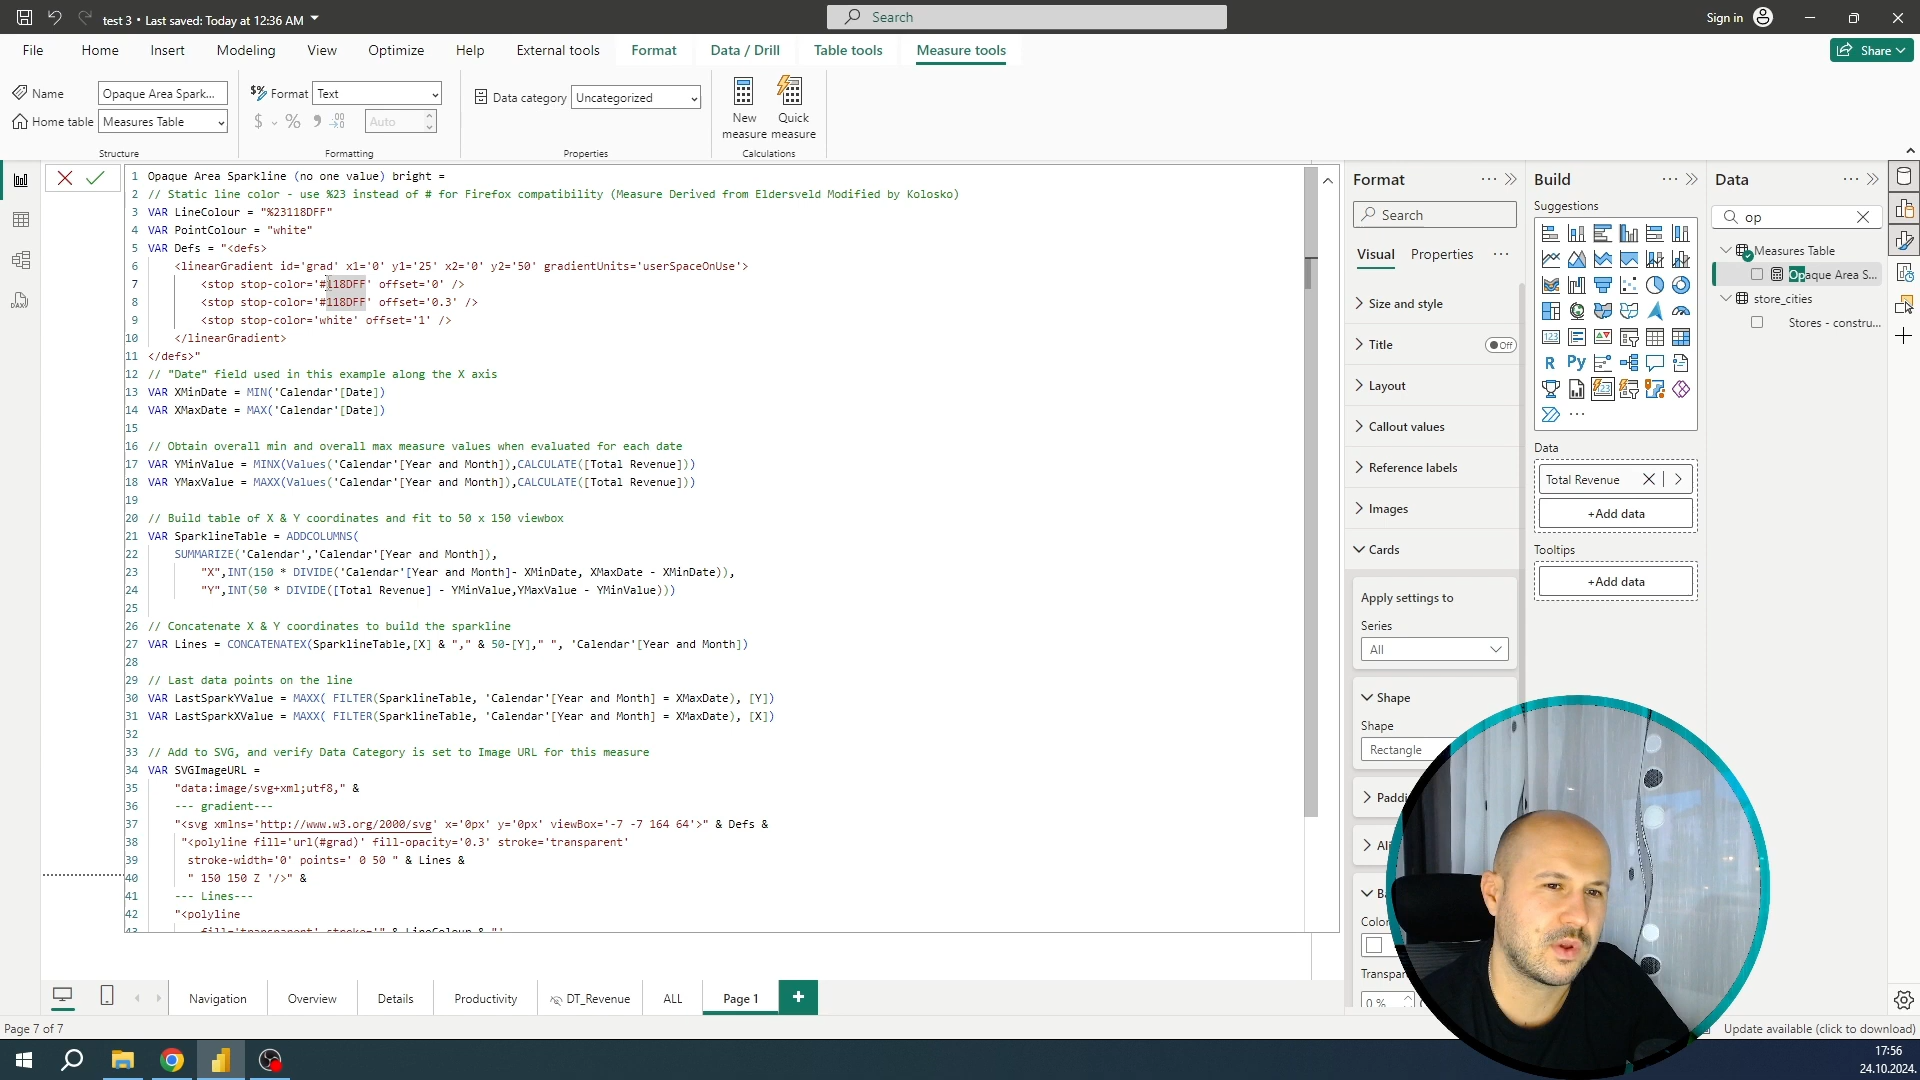 test 3 • Last saved: Today at 12:36 AM
Search
Sign in
File Home Insert Modeling View Optimize Help External tools Format Data / Drill Table tools Measure tools
Share
Name Opaque Area Spark...
Home table Measures Table
Structure
Format Text
Auto
Formatting
Data category Uncategorized
Properties
New measure
Quick measure
Calculations
1 Opaque Area Sparkline (no one value) bright =
2 // Static line color - use %23 instead of # for Firefox compatibility (Measure Derived from Eldersveld Modified by Kolosko)
3 VAR LineColour = "%23118DFF"
4 VAR PointColour = "white"
5 VAR Defs = "<defs>
6 <linearGradient id='grad' x1='0' y1='25' x2='0' y2='50' gradientUnits='userSpaceOnUse'>
7 <stop stop-color='#118DFF' offset='0' />
8 <stop stop-color='#118DFF' offset='0.3' />
9 <stop stop-color='white' offset='1' />
10 </linearGradient>
11 </defs>"
12 // "Date" field used in this example along the X axis
13 VAR XMinDate = MIN('Calendar'[Date])
14 VAR XMaxDate = MAX('Calendar'[Date])
15
16 // Obtain overall min and overall max measure values when evaluated for each date
17 VAR YMinValue = MINX(Values('Calendar'[Year and Month]),CALCULATE([Total Revenue]))
18 VAR YMaxValue = MAXX(Values('Calendar'[Year and Month]),CALCULATE([Total Revenue]))
19
20 // Build table of X & Y coordinates and fit to 50 x 150 viewbox
21 VAR SparklineTable = ADDCOLUMNS(
22 SUMMARIZE('Calendar','Calendar'[Year and Month]),
23 "X",INT(150 * DIVIDE('Calendar'[Year and Month]- XMinDate, XMaxDate - XMinDate)),
24 "Y",INT(50 * DIVIDE([Total Revenue] - YMinValue,YMaxValue - YMinValue)))
25
26 // Concatenate X & Y coordinates to build the sparkline
27 VAR Lines = CONCATENATEX(SparklineTable,[X] & "," & 50-[Y]," ", 'Calendar'[Year and Month])
28
29 // Last data points on the line
30 VAR LastSparkYValue = MAXX( FILTER(SparklineTable, 'Calendar'[Year and Month] = XMaxDate), [Y])
31 VAR LastSparkXValue = MAXX( FILTER(SparklineTable, 'Calendar'[Year and Month] = XMaxDate), [X])
32
33 // Add to SVG, and verify Data Category is set to Image URL for this measure
34 VAR SVGImageURL =
35 "data:image/svg+xml;utf8," &
36 --- gradient---
37 "<svg xmlns='http://www.w3.org/2000/svg' x='0px' y='0px' viewBox='-7 -7 164 64'>" & Defs &
38 "<polyline fill='url(#grad)' fill-opacity='0.3' stroke='transparent'
39 stroke-width='0' points=' 0 50 " & Lines &
40 " 150 150 Z '/>" &
41 --- Lines---
42 "<polyline
43 fill='transparent' stroke='" & LineColour & "'
Format
Search
Visual Properties
Size and style
Title Off
Layout
Callout values
Reference labels
Images
Cards
Apply settings to
Series
All
Shape
Shape
Rectangle
Build
Suggestions
123
R Py
Data
Total Revenue
+Add data
Tooltips
+Add data
Data
op
Measures Table
Opaque Area S...
store_cities
Stores - constru...
Navigation Overview Details Productivity DT_Revenue ALL Page 1
Page 7 of 7
Update available (click to download)
17:56
24.10.2024.